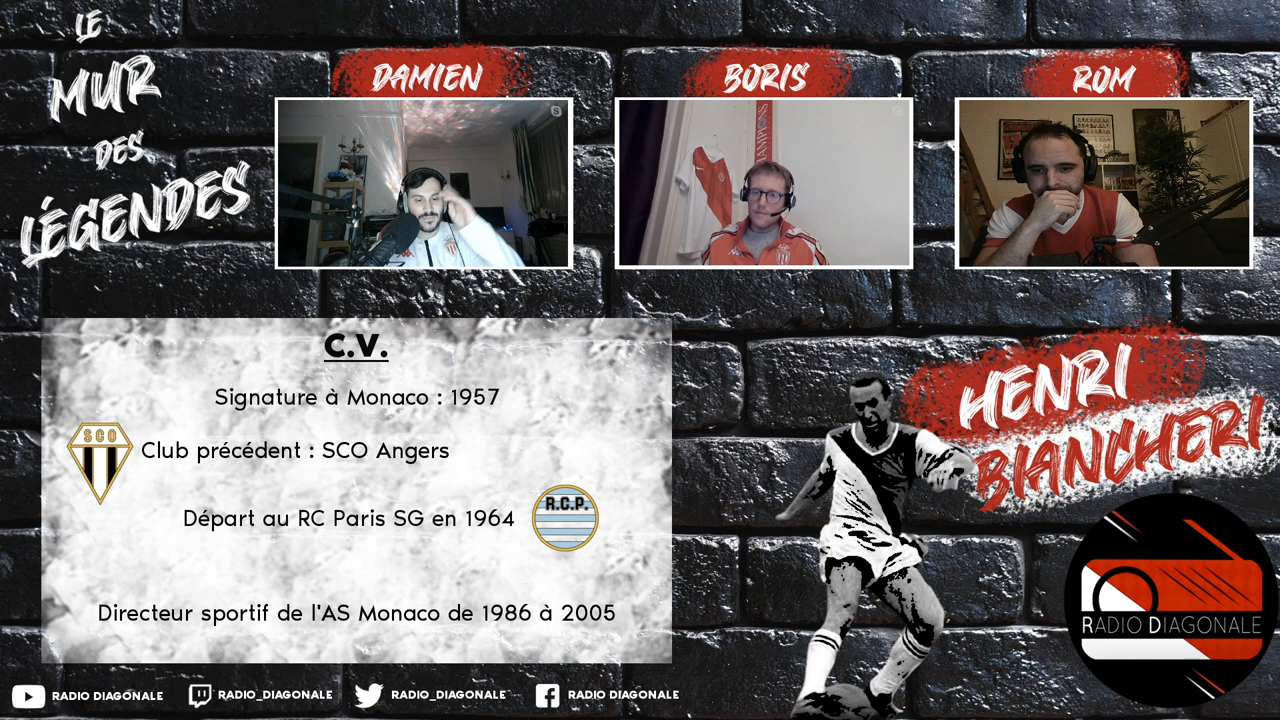 LE
MUR
DES
LÉGENDES
DAMIEN
BORIS
ROM
C.V.
Signature à Monaco : 1957
SCO
Club précédent : SCO Angers
Départ au RC Paris SG en 1964
R.C.P.
Directeur sportif de l'AS Monaco de 1986 à 2005
HENRI
BIANCHERI
RADIO DIAGONALE
RADIO DIAGONALE
RADIO_DIAGONALE
RADIO_DIAGONALE
RADIO DIAGONALE